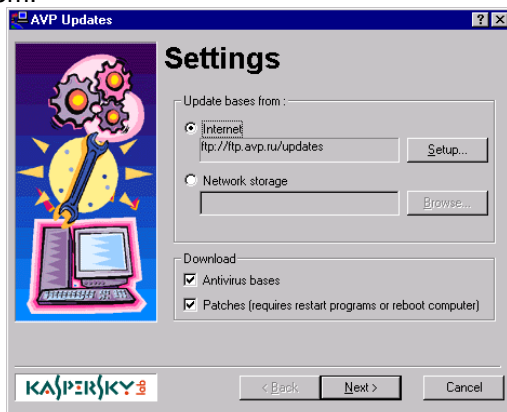 AVP Updates
Settings
Update bases from :
Internet
ftp://ftp.avp.ru/updates
Setup...
Network storage
Browse...
Download
Antivirus bases
Patches (requires restart programs or reboot computer)
KASPERSKY lab
< Back
Next >
Cancel